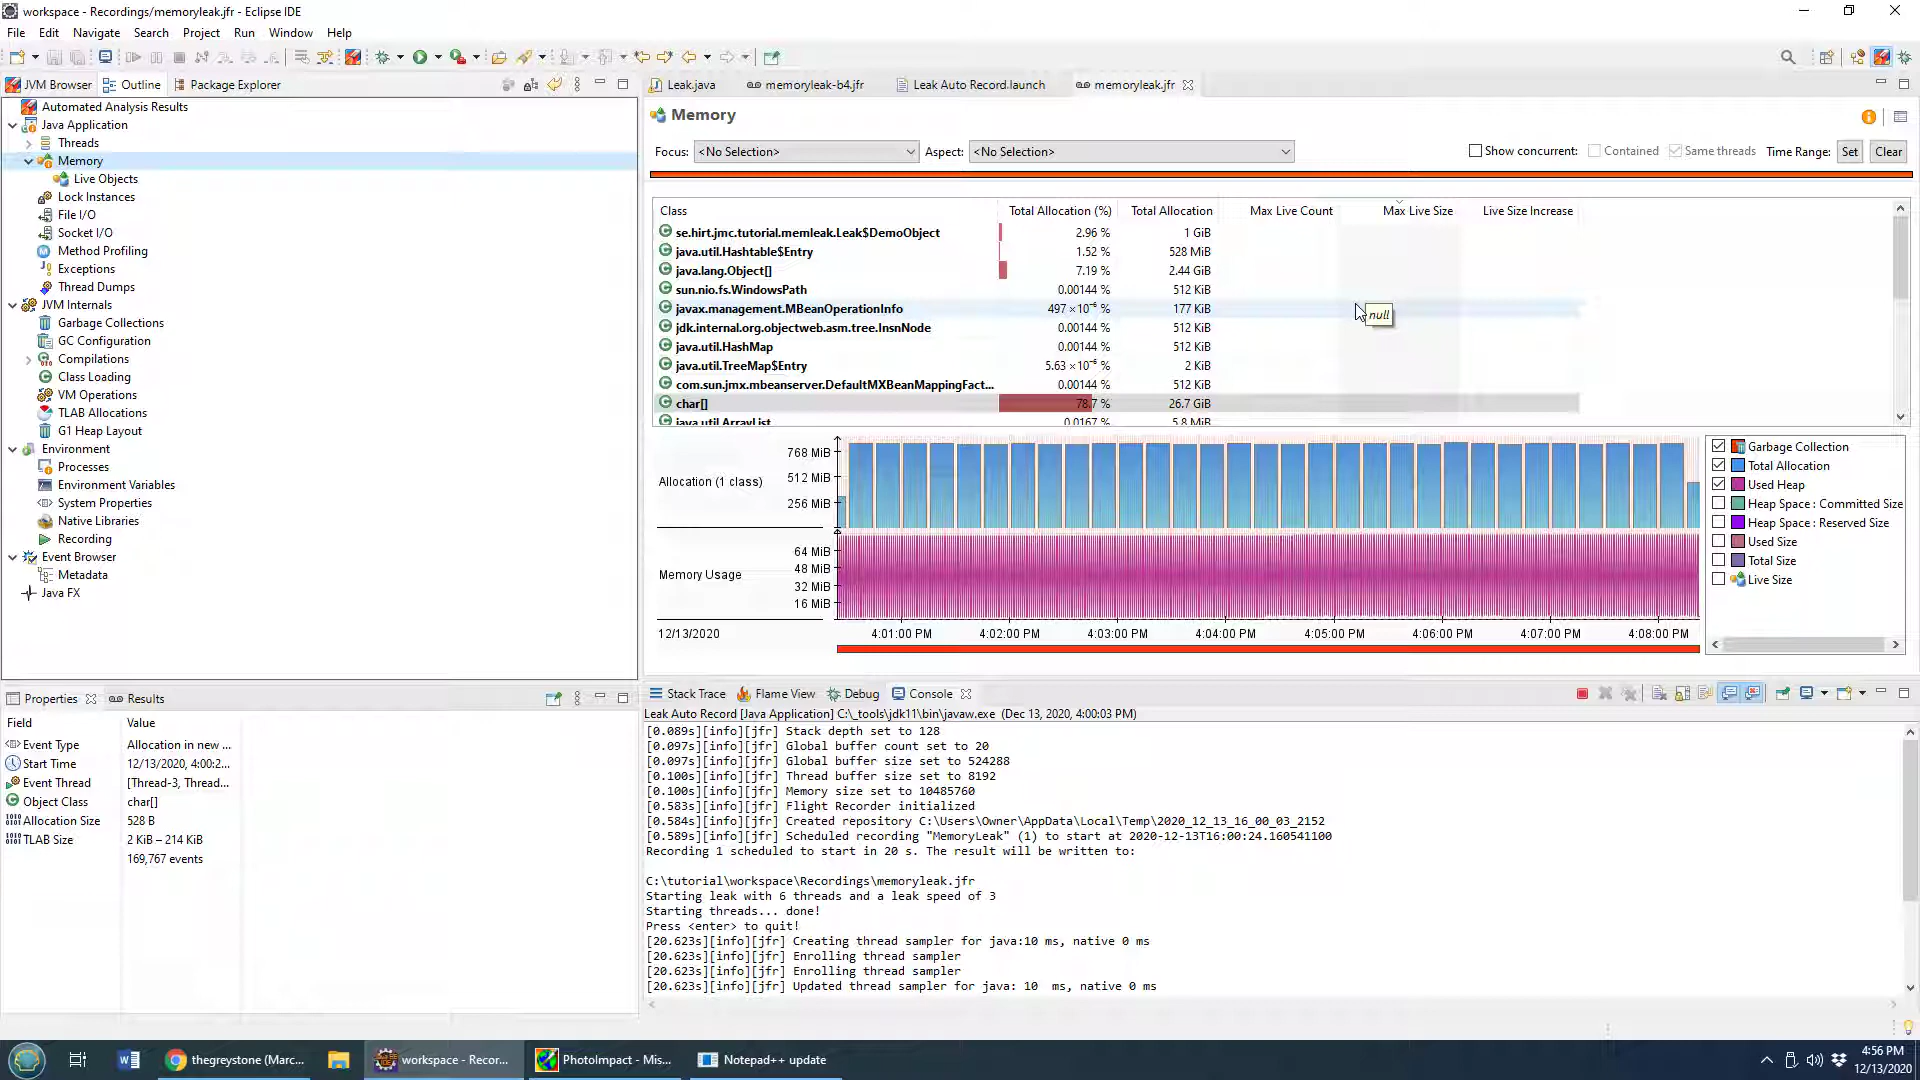 workspace - Recordings/memoryleak.jfr - Eclipse IDE
File Edit Navigate Search Project Run Window Help
JVM Browser Outline Package Explorer
Automated Analysis Results
Java Application
Threads
Memory
Live Objects
Lock Instances
File I/O
Socket I/O
Method Profiling
Exceptions
Thread Dumps
JVM Internals
Garbage Collections
GC Configuration
Compilations
Class Loading
VM Operations
TLAB Allocations
G1 Heap Layout
Environment
Processes
Environment Variables
System Properties
Native Libraries
Recording
Event Browser
Metadata
Java FX
Leak.java memoryleak-b4.jfr Leak Auto Record.launch memoryleak.jfr
Memory
Focus: <No Selection> Aspect: <No Selection> Show concurrent: Contained Same threads Time Range: Set Clear
Class Total Allocation (%) Total Allocation Max Live Count Max Live Size Live Size Increase
se.hirt.jmc.tutorial.memleak.Leak$DemoObject 2.96 % 1 GiB
java.util.Hashtable$Entry 1.52 % 528 MiB
java.lang.Object[] 7.19 % 2.44 GiB
sun.nio.fs.WindowsPath 0.00144 % 512 KiB
javax.management.MBeanOperationInfo 497 ×10⁻⁶ % 177 KiB
null
jdk.internal.org.objectweb.asm.tree.InsnNode 0.00144 % 512 KiB
java.util.HashMap 0.00144 % 512 KiB
java.util.TreeMap$Entry 5.63 ×10⁻⁶ % 2 KiB
com.sun.jmx.mbeanserver.DefaultMXBeanMappingFact... 0.00144 % 512 KiB
char[] 78.7 % 26.7 GiB
java.util.ArrayList 0.0167 % 5.8 MiB
Allocation (1 class)
768 MiB
512 MiB
256 MiB
Memory Usage
64 MiB
48 MiB
32 MiB
16 MiB
12/13/2020 4:01:00 PM 4:02:00 PM 4:03:00 PM 4:04:00 PM 4:05:00 PM 4:06:00 PM 4:07:00 PM 4:08:00 PM
Garbage Collection
Total Allocation
Used Heap
Heap Space : Committed Size
Heap Space : Reserved Size
Used Size
Total Size
Live Size
Properties Results
Field Value
Event Type Allocation in new ...
Start Time 12/13/2020, 4:00:2...
Event Thread [Thread-3, Thread...
Object Class char[]
Allocation Size 528 B
TLAB Size 2 KiB – 214 KiB
169,767 events
Stack Trace Flame View Debug Console
Leak Auto Record [Java Application] C:\_tools\jdk11\bin\javaw.exe (Dec 13, 2020, 4:00:03 PM)
[0.089s][info][jfr] Stack depth set to 128
[0.097s][info][jfr] Global buffer count set to 20
[0.097s][info][jfr] Global buffer size set to 524288
[0.100s][info][jfr] Thread buffer size set to 8192
[0.100s][info][jfr] Memory size set to 10485760
[0.583s][info][jfr] Flight Recorder initialized
[0.584s][info][jfr] Created repository C:\Users\Owner\AppData\Local\Temp\2020_12_13_16_00_03_2152
[0.589s][info][jfr] Scheduled recording "MemoryLeak" (1) to start at 2020-12-13T16:00:24.160541100
Recording 1 scheduled to start in 20 s. The result will be written to:
C:\tutorial\workspace\Recordings\memoryleak.jfr
Starting leak with 6 threads and a leak speed of 3
Starting threads... done!
Press <enter> to quit!
[20.623s][info][jfr] Creating thread sampler for java:10 ms, native 0 ms
[20.623s][info][jfr] Enrolling thread sampler
[20.623s][info][jfr] Enrolling thread sampler
[20.623s][info][jfr] Updated thread sampler for java: 10  ms, native 0 ms
thegreystone (Marc... workspace - Recor... PhotoImpact - Mis... Notepad++ update
4:56 PM
12/13/2020